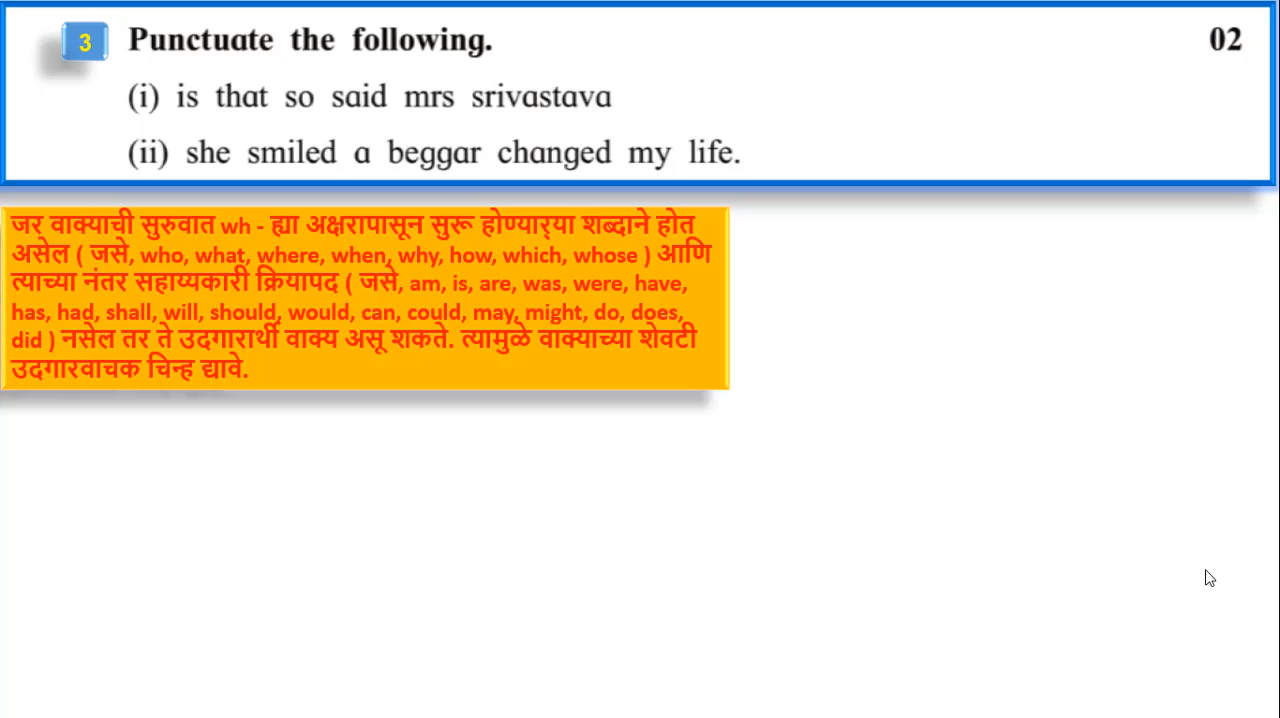 3 Punctuate the following. 02
(i) is that so said mrs srivastava
(ii) she smiled a beggar changed my life.
जर वाक्याची सुरुवात wh - ह्या अक्षरापासून सुरू होण्यार्‍या शब्दाने होत
असेल ( जसे, who, what, where, when, why, how, which, whose ) आणि
त्याच्या नंतर सहाय्यकारी क्रियापद ( जसे, am, is, are, was, were, have,
has, had, shall, will, should, would, can, could, may, might, do, does,
did ) नसेल तर ते उदगारार्थी वाक्य असू शकते. त्यामुळे वाक्याच्या शेवटी
उदगारवाचक चिन्ह द्यावे.